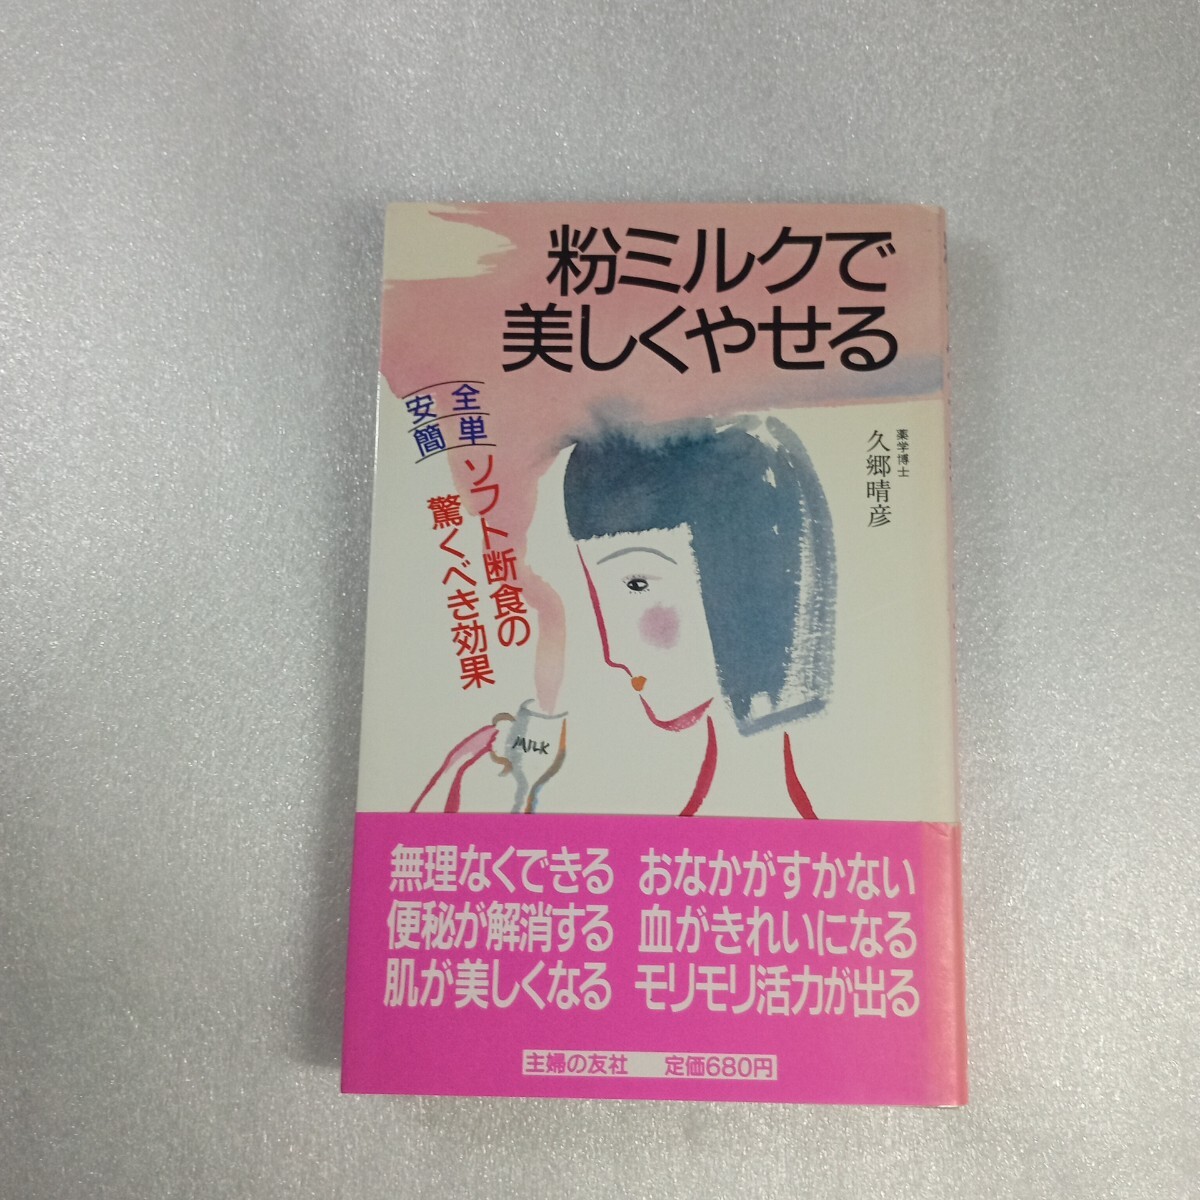 粉ミルクで
美しくやせる
安全
簡単
ソフト断食の
驚くべき効果
薬学博士
久郷晴彦
MILK
無理なくできる おなかがすかない
便秘が解消する 血がきれいになる
肌が美しくなる モリモリ活力が出る
主婦の友社 定価680円